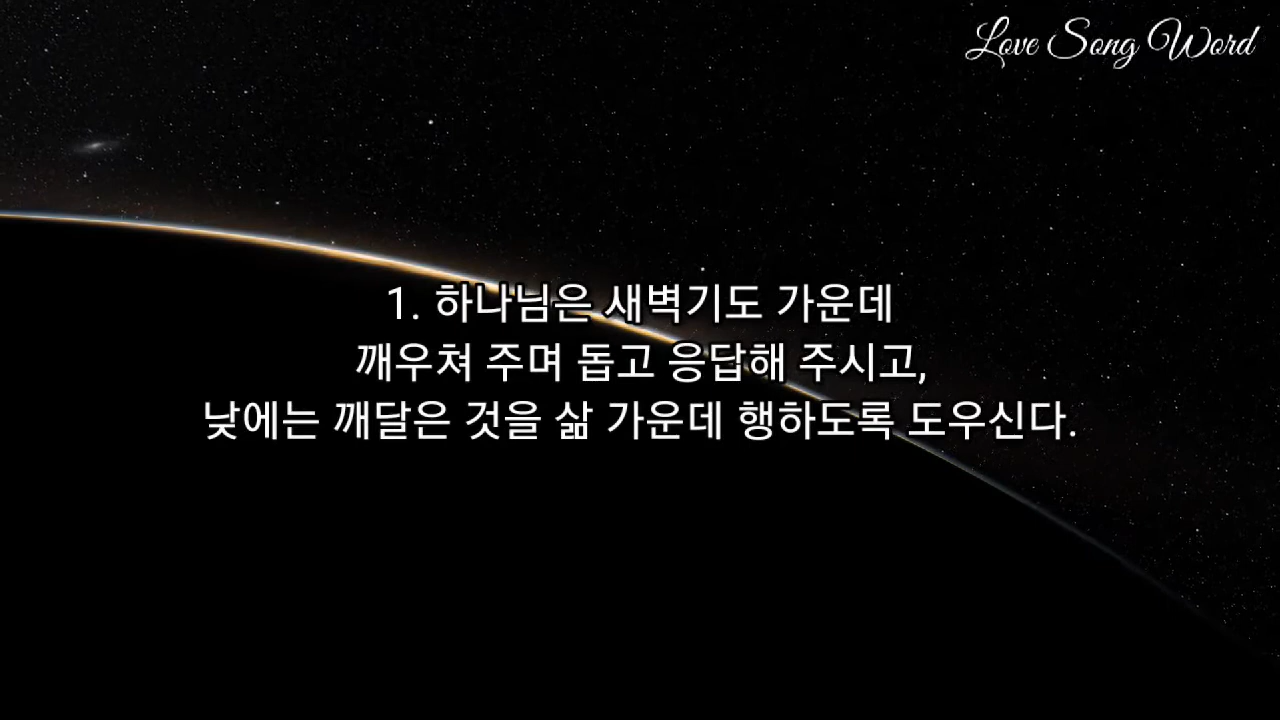 Love Song Word
1. 하나님은 새벽기도 가운데
깨우쳐 주며 돕고 응답해 주시고,
낮에는 깨달은 것을 삶 가운데 행하도록 도우신다.